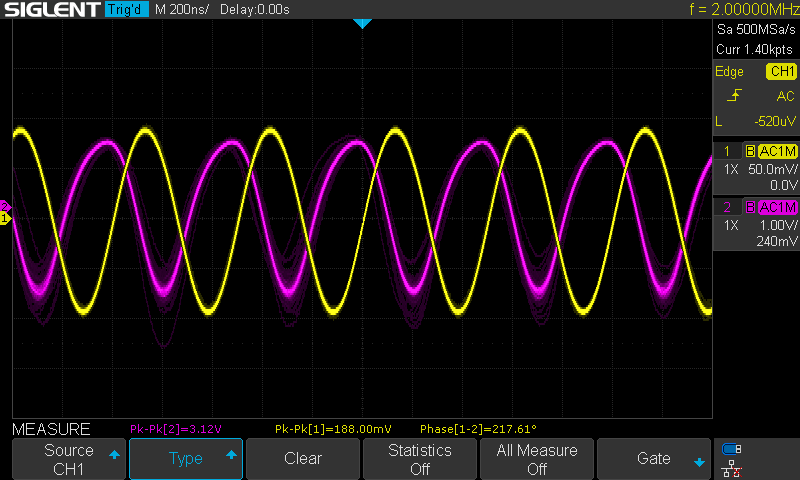 SIGLENT Trig'd M 200ns/ Delay:0.00s f = 2.00000MHz
Sa 500MSa/s
Curr 1.40kpts
Edge CH1
AC
L -520uV
1 B AC1M
1X 50.0mV/
0.0V
2 B AC1M
1X 1.00V/
240mV
2
1
MEASURE Pk-Pk[2]=3.12V Pk-Pk[1]=188.00mV Phase[1-2]=217.61°
Source
CH1
Type
Clear
Statistics
Off
All Measure
Off
Gate